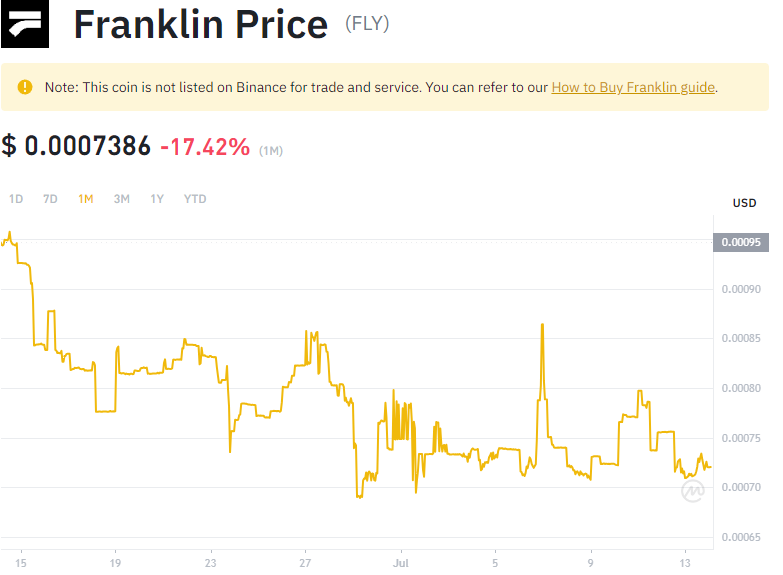 Franklin Price (FLY)
Note: This coin is not listed on Binance for trade and service. You can refer to our How to Buy Franklin guide.
$ 0.0007386 -17.42% (1M)
1D 7D 1M 3M 1Y YTD
USD
0.00095
0.00090
0.00085
0.00080
0.00075
0.00070
0.00065
15 19 23 27 Jul 5 9 13